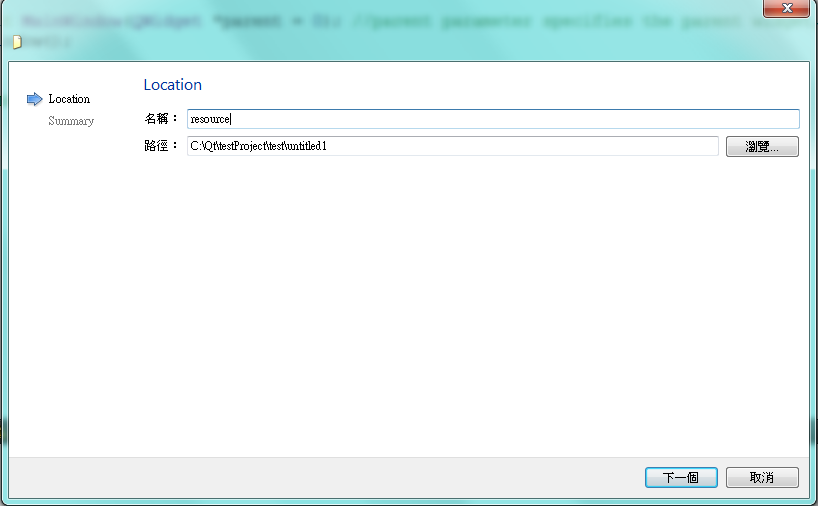 MainWindow(QWidget *parent = 0); //parent parameter specifies the parent
Location
Location
名稱： resource
Summary
路徑： C:\Qt\testProject\test\untitled1 瀏覽...
下一個 取消